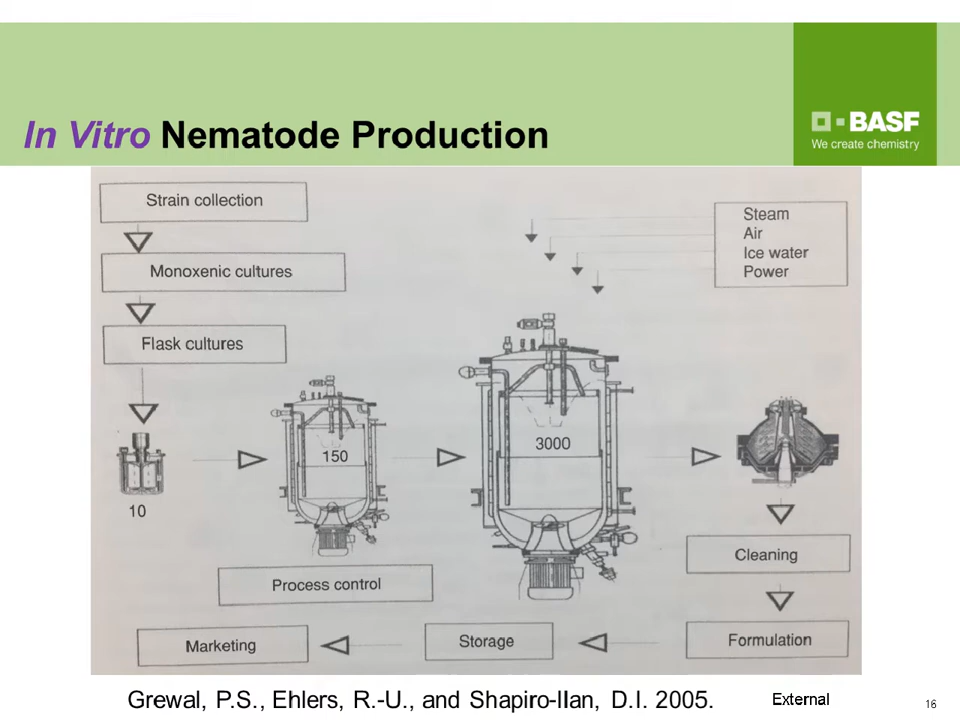 In Vitro Nematode Production
BASF
We create chemistry
Strain collection
Monoxenic cultures
Flask cultures
10
150
3000
Steam
Air
Ice water
Power
Process control
Cleaning
Formulation
Storage
Marketing
Grewal, P.S., Ehlers, R.-U., and Shapiro-Ilan, D.I. 2005.
External
16